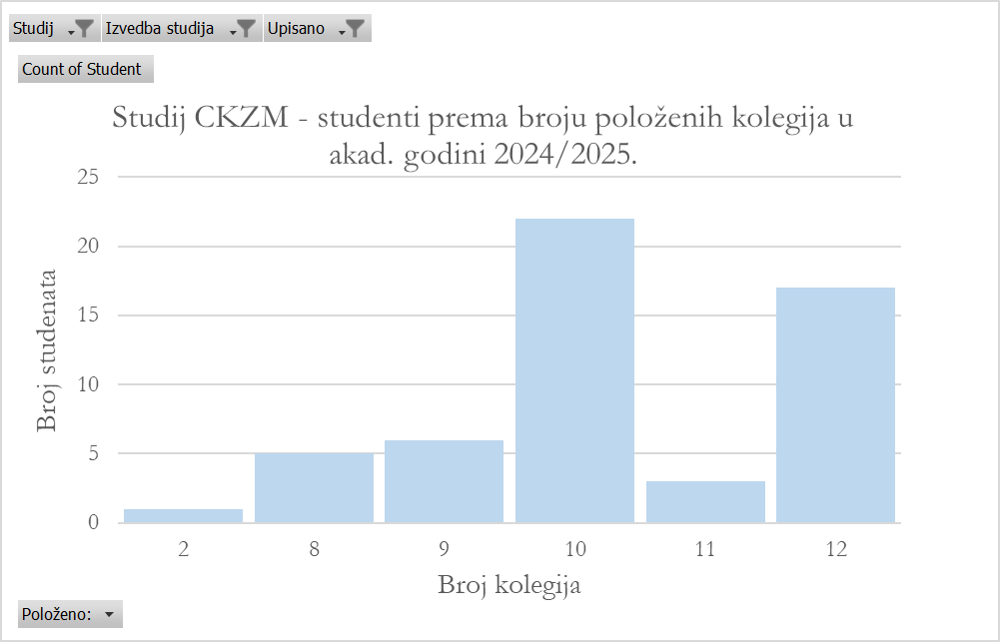 Studij Izvedba studija Upisano
Count of Student
Studij CKZM - studenti prema broju položenih kolegija u
akad. godini 2024/2025.
25
20
15
10
5
0
Broj studenata
2 8 9 10 11 12
Broj kolegija
Položeno: